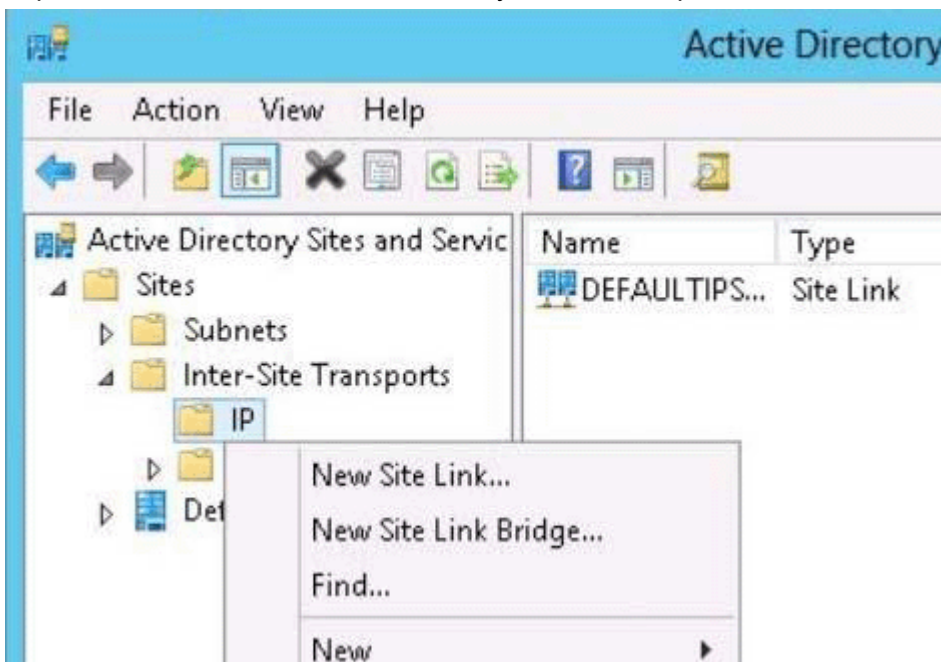 Active Directory
File Action View Help
Active Directory Sites and Servic
Name Type
Sites
DEFAULTIPS... Site Link
Subnets
Inter-Site Transports
IP
Def
New Site Link...
New Site Link Bridge...
Find...
New